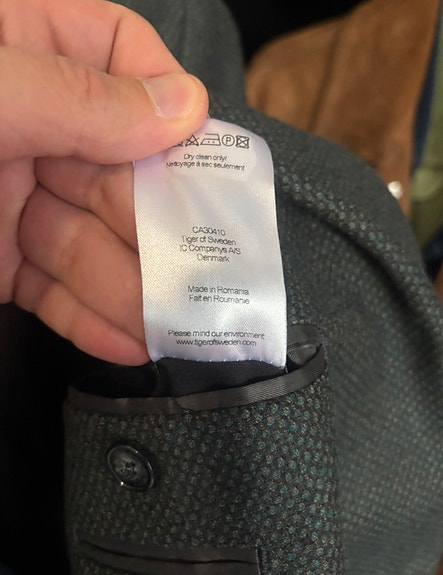 P
Dry clean only!
Nettoyage à sec seulement
CA30410
Tiger of Sweden
IC Companys A/S
Denmark
Made in Romania
Fait en Roumanie
Please mind our environment
www.tigerofsweden.com